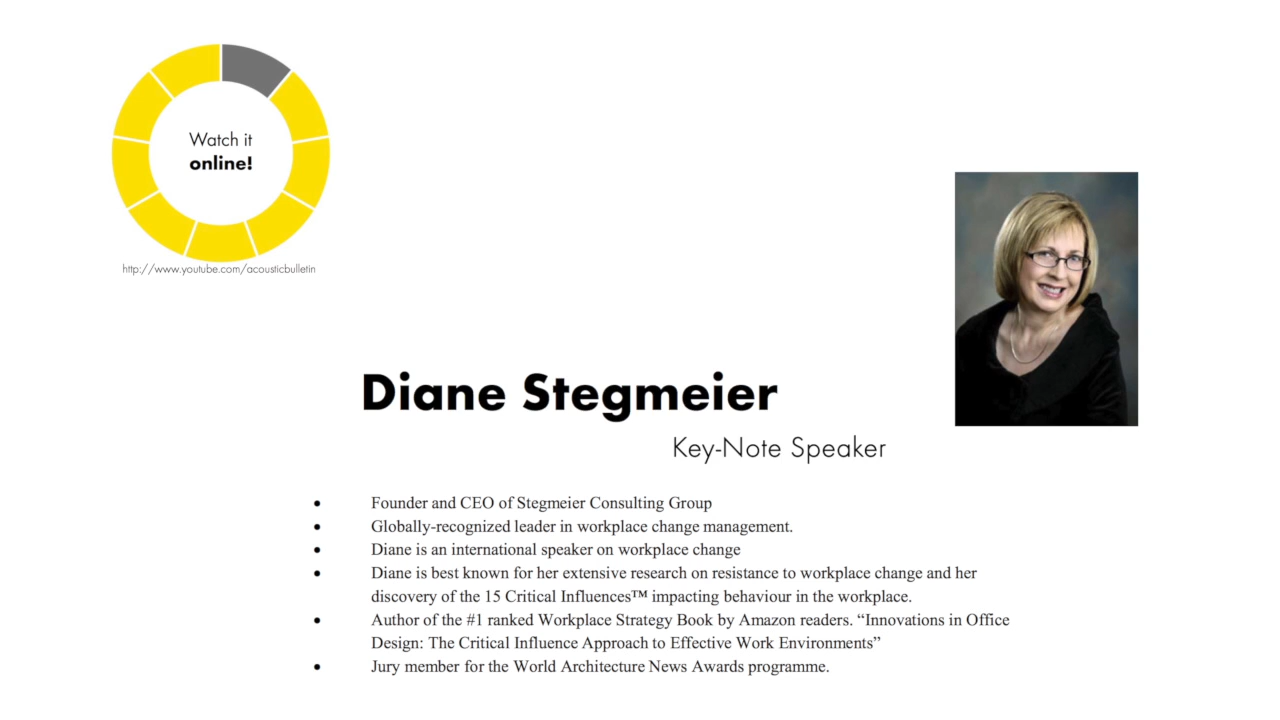 Watch it
online!
http://www.youtube.com/acousticbulletin
Diane Stegmeier
Key-Note Speaker
• Founder and CEO of Stegmeier Consulting Group
• Globally-recognized leader in workplace change management.
• Diane is an international speaker on workplace change
• Diane is best known for her extensive research on resistance to workplace change and her
discovery of the 15 Critical Influences™ impacting behaviour in the workplace.
• Author of the #1 ranked Workplace Strategy Book by Amazon readers. “Innovations in Office
Design: The Critical Influence Approach to Effective Work Environments”
• Jury member for the World Architecture News Awards programme.